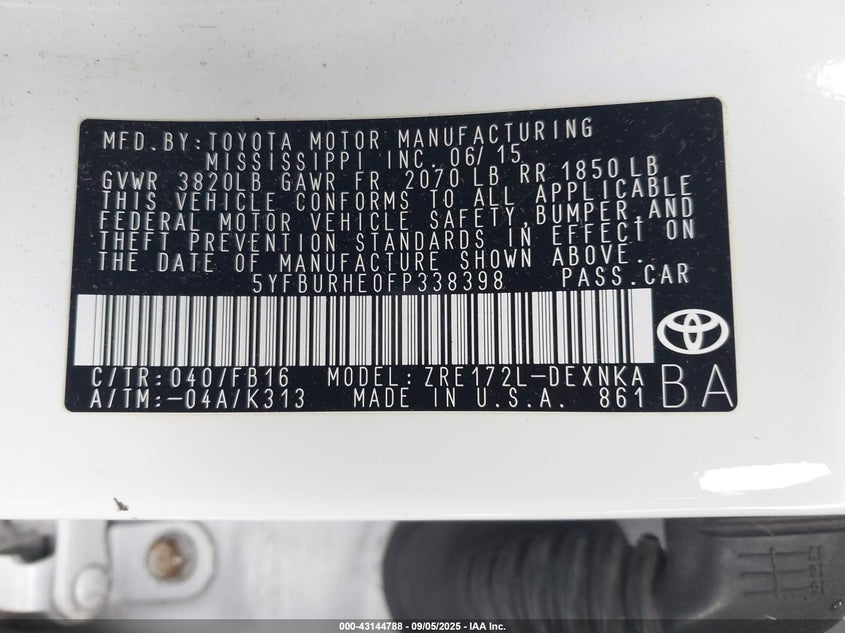 MFD.BY:TOYOTA MOTOR MANUFACTURING
MISSISSIPPI INC. 06/15
GVWR 3820LB GAWR FR 2070 LB RR 1850 LB
THIS VEHICLE CONFORMS TO ALL APPLICABLE
FEDERAL MOTOR VEHICLE SAFETY,BUMPER,AND
THEFT PREVENTION STANDARDS IN EFFECT ON
THE DATE OF MANUFACTURE SHOWN ABOVE.
5YFBURHE0FP338398 PASS.CAR
C/TR:040/FB16 MODEL:ZRE172L-DEXNKA
A/TM:-04A/K313 MADE IN U.S.A. 861
BA
000-43144788 - 09/05/2025 - IAA Inc.